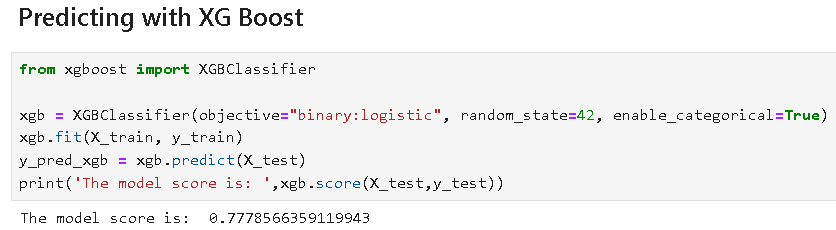 Predicting with XG Boost
from xgboost import XGBClassifier
xgb = XGBClassifier(objective="binary:logistic", random_state=42, enable_categorical=True)
xgb.fit(X_train, y_train)
y_pred_xgb = xgb.predict(X_test)
print('The model score is: ',xgb.score(X_test,y_test))
The model score is:  0.7778566359119943